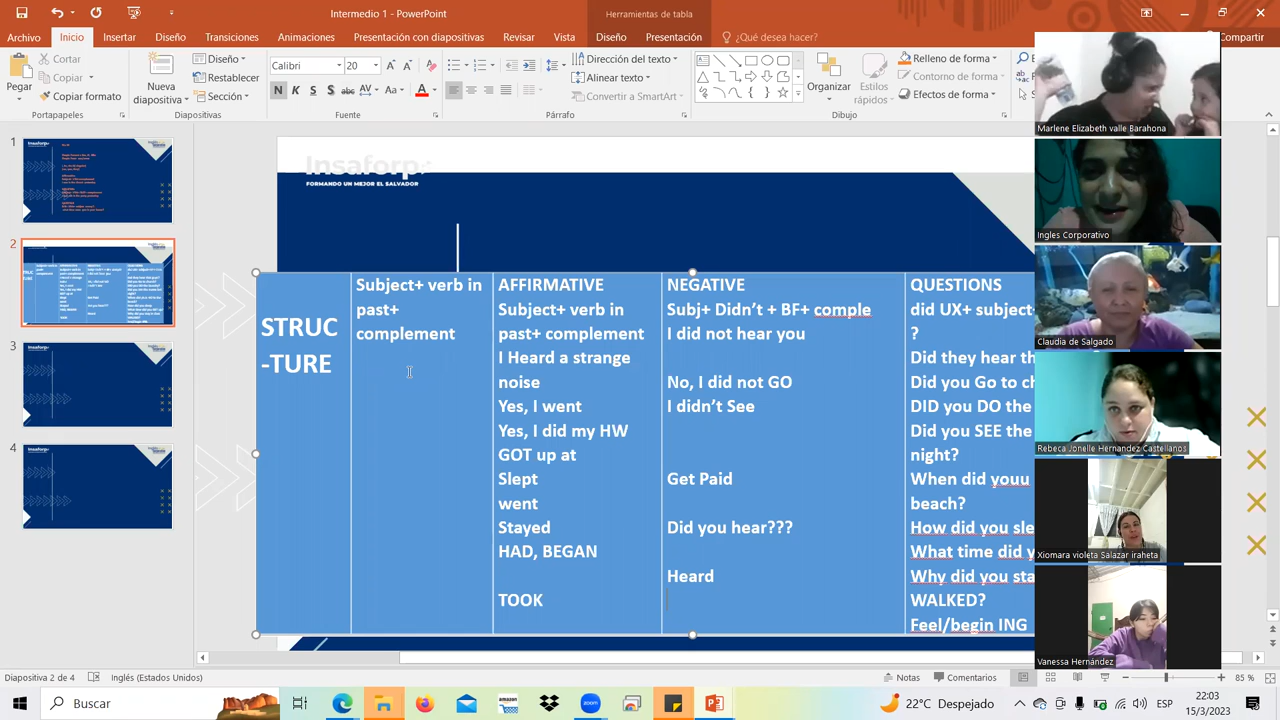 Intermedio 1 - PowerPoint
Herramientas de tabla
Archivo Inicio Insertar Diseño Transiciones Animaciones Presentación con diapositivas Revisar Vista Diseño Presentación ¿Qué desea hacer? Compartir
Pegar
Cortar
Copiar
Copiar formato
Portapapeles
Nueva
diapositiva
Diseño
Restablecer
Sección
Diapositivas
Calibri 20
N K S S abc AV Aa A
Fuente
Dirección del texto
Alinear texto
Convertir a SmartArt
Párrafo
Organizar
Estilos
rápidos
Relleno de forma
Contorno de forma
Efectos de forma
Dibujo
1
2
3
4
Insaforp
FORMANDO UN MEJOR EL SALVADOR
STRUC
-TURE
Subject+ verb in
past+
complement
AFFIRMATIVE
Subject+ verb in
past+ complement
I Heard a strange
noise
Yes, I went
Yes, I did my HW
GOT up at
Slept
went
Stayed
HAD, BEGAN
TOOK
NEGATIVE
Subj+ Didn’t + BF+ comple
I did not hear you
No, I did not GO
I didn’t See
Get Paid
Did you hear???
Heard
QUESTIONS
did UX+ subject
?
Did they hear
Did you Go to
DID you DO the
Did you SEE the
night?
When did youu
beach?
How did you
What time did
Why did you
WALKED?
Feel/begin ING
Marlene Elizabeth valle Barahona
Ingles Corporativo
Claudia de Salgado
Rebeca Jonelle Hernandez Castellanos
Xiomara violeta Salazar iraheta
Vanessa Hernández
Diapositiva 2 de 4 Inglés (Estados Unidos) Notas Comentarios 85 %
Buscar
amazon
zoom
22°C Despejado
ESP
22:03
15/3/2023